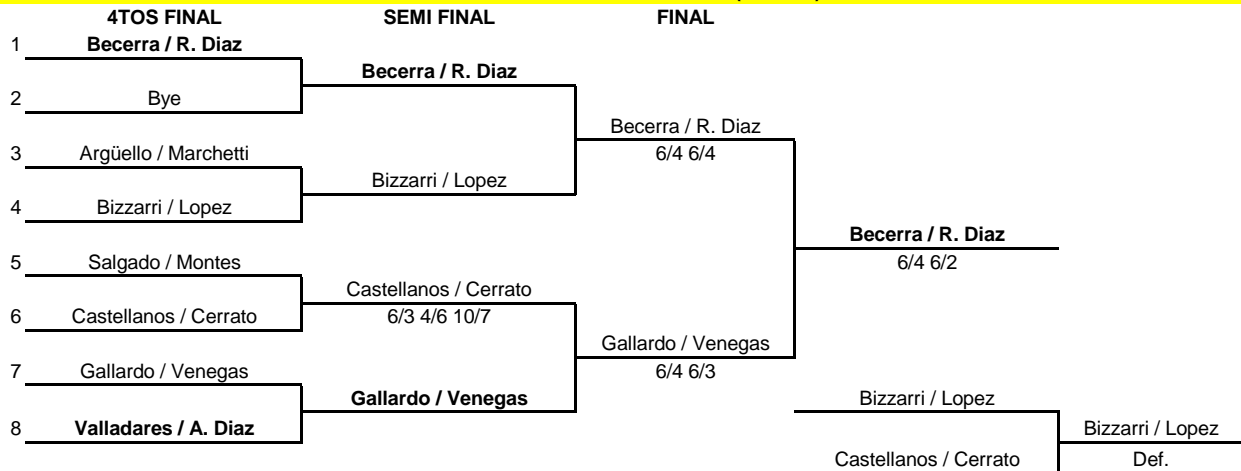 4TOS FINAL SEMI FINAL FINAL
1 Becerra / R. Diaz
Becerra / R. Diaz
2 Bye
Becerra / R. Diaz
3 Argüello / Marchetti 6/4 6/4
Bizzarri / Lopez
4 Bizzarri / Lopez
Becerra / R. Diaz
5 Salgado / Montes 6/4 6/2
Castellanos / Cerrato
6 Castellanos / Cerrato 6/3 4/6 10/7
Gallardo / Venegas
7 Gallardo / Venegas 6/4 6/3
Gallardo / Venegas Bizzarri / Lopez
8 Valladares / A. Diaz Bizzarri / Lopez
Castellanos / Cerrato Def.